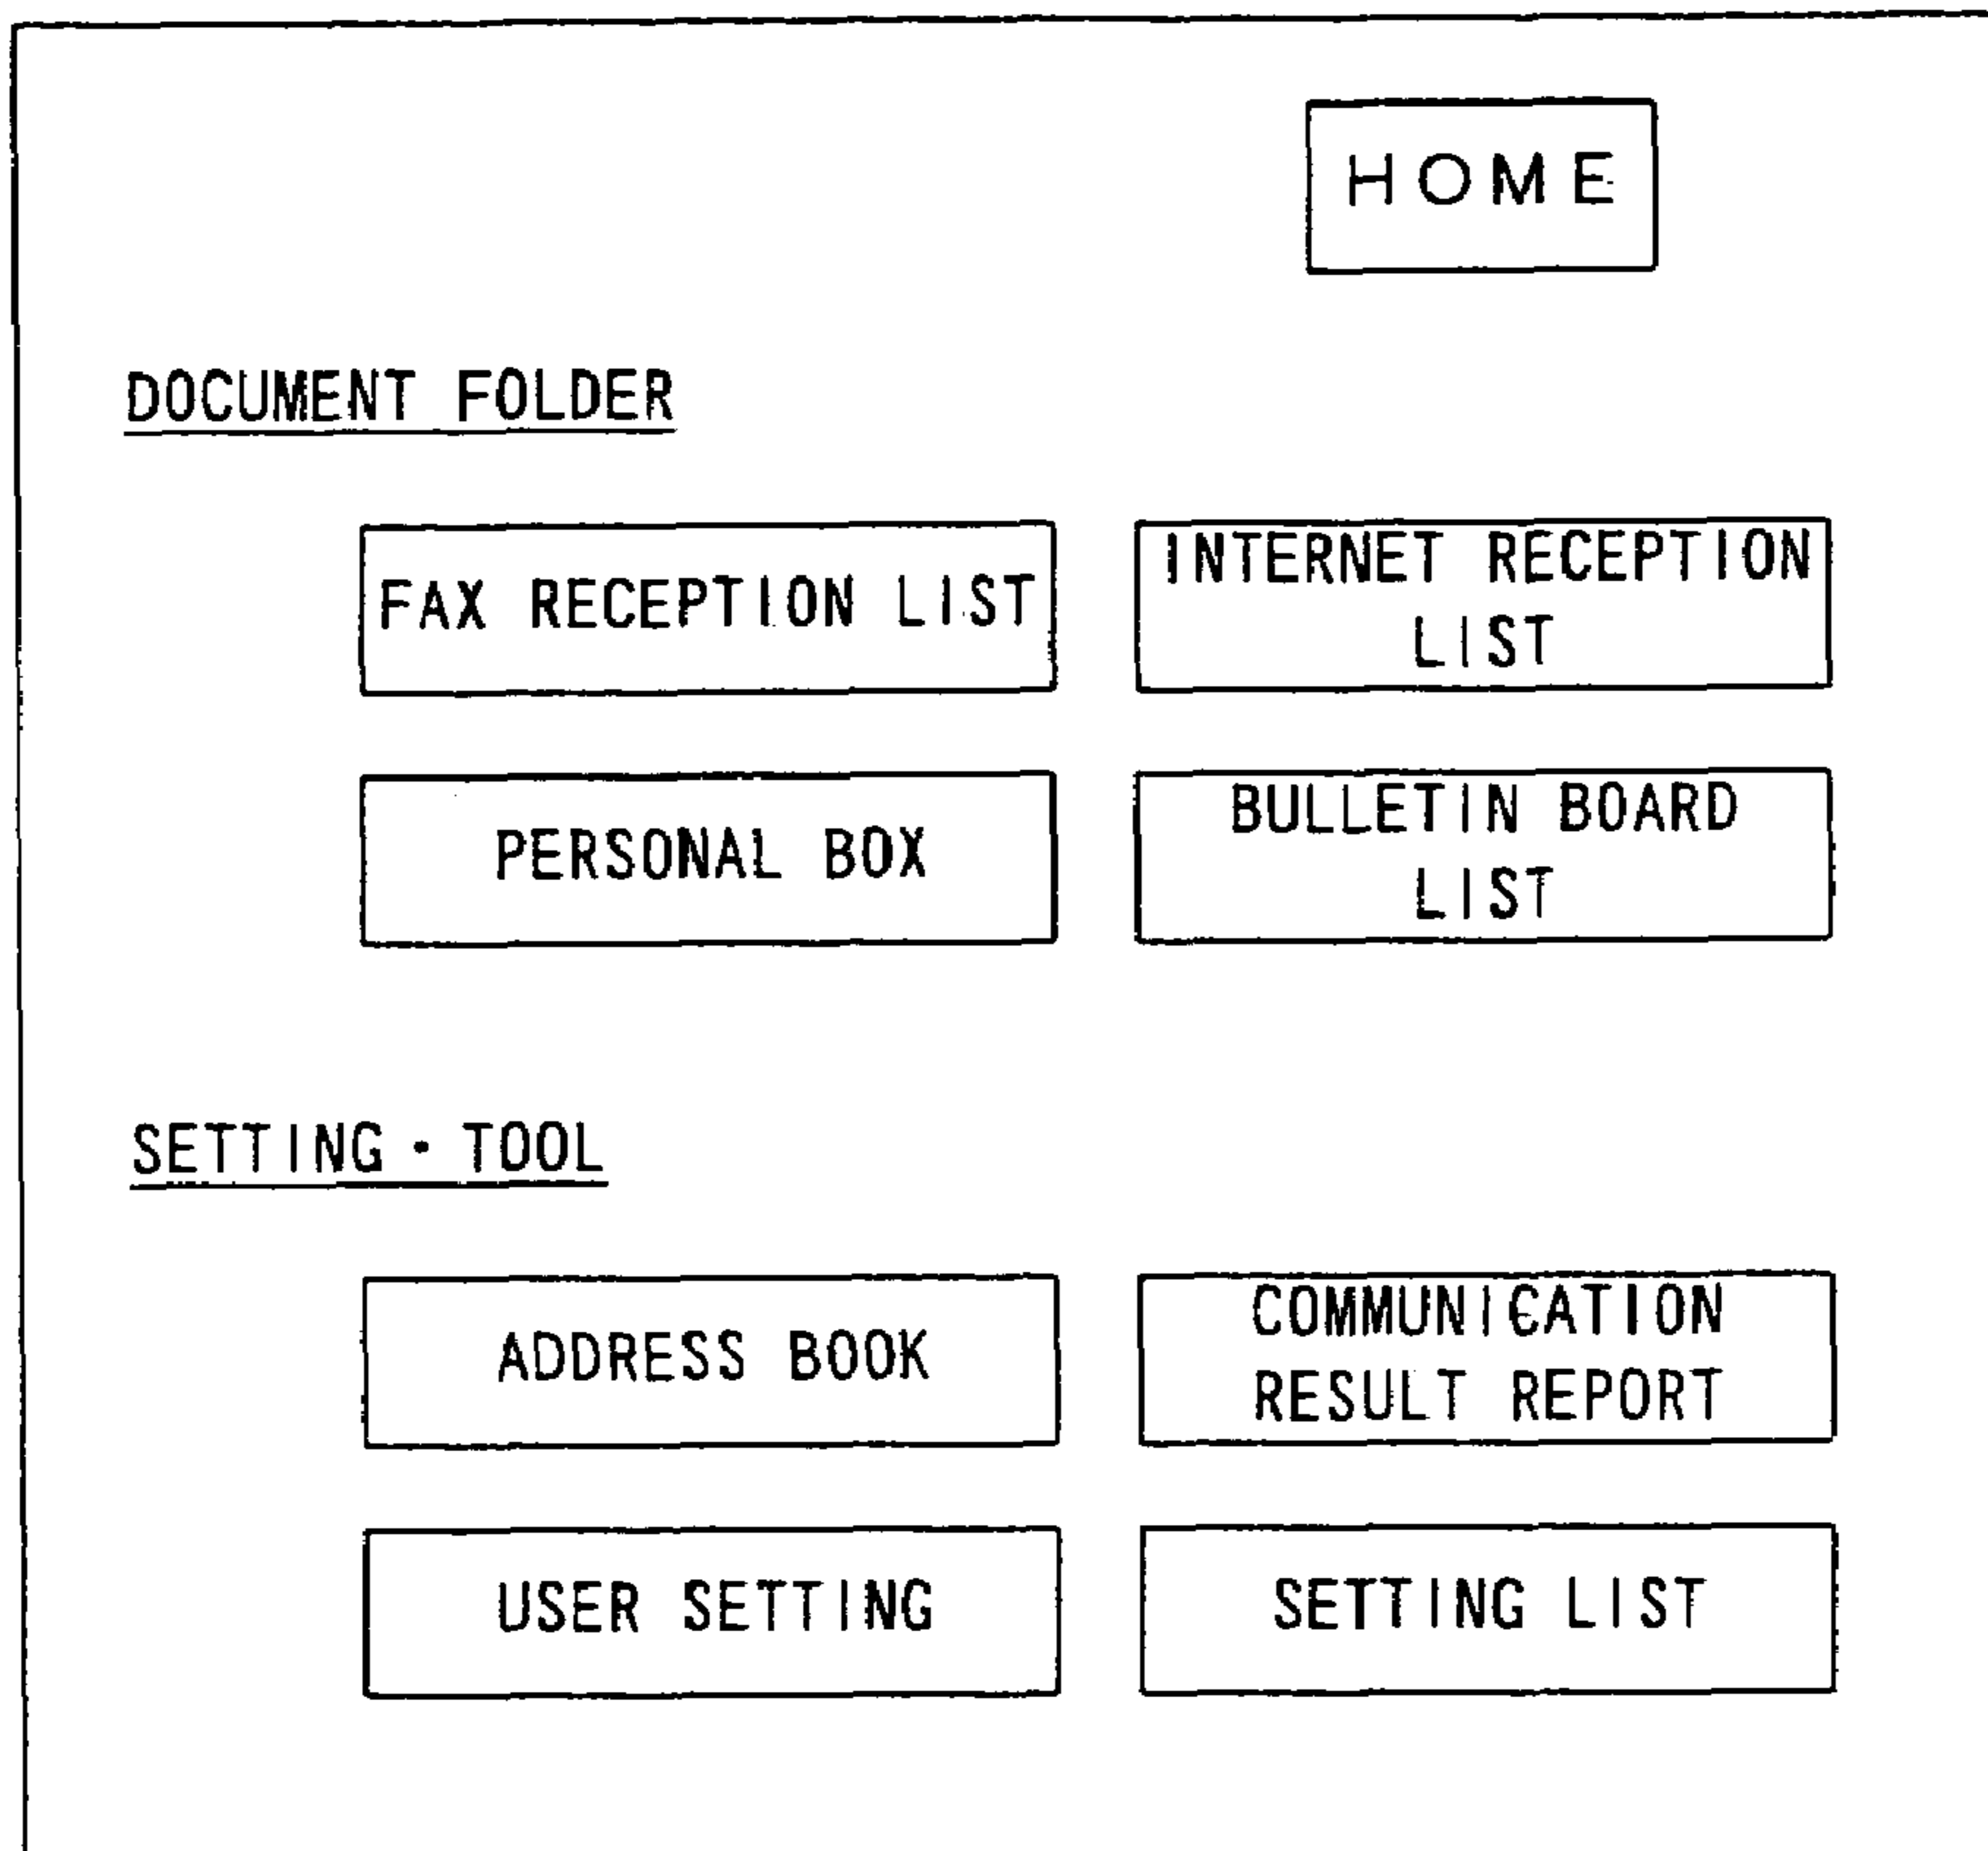 HOME
DOCUMENT FOLDER
FAX RECEPTION LIST
INTERNET RECEPTION
LIST
PERSONAL BOX
BULLETIN BOARD
LIST
SETTING・TOOL
ADDRESS BOOK
COMMUNICATION
RESULT REPORT
USER SETTING
SETTING LIST